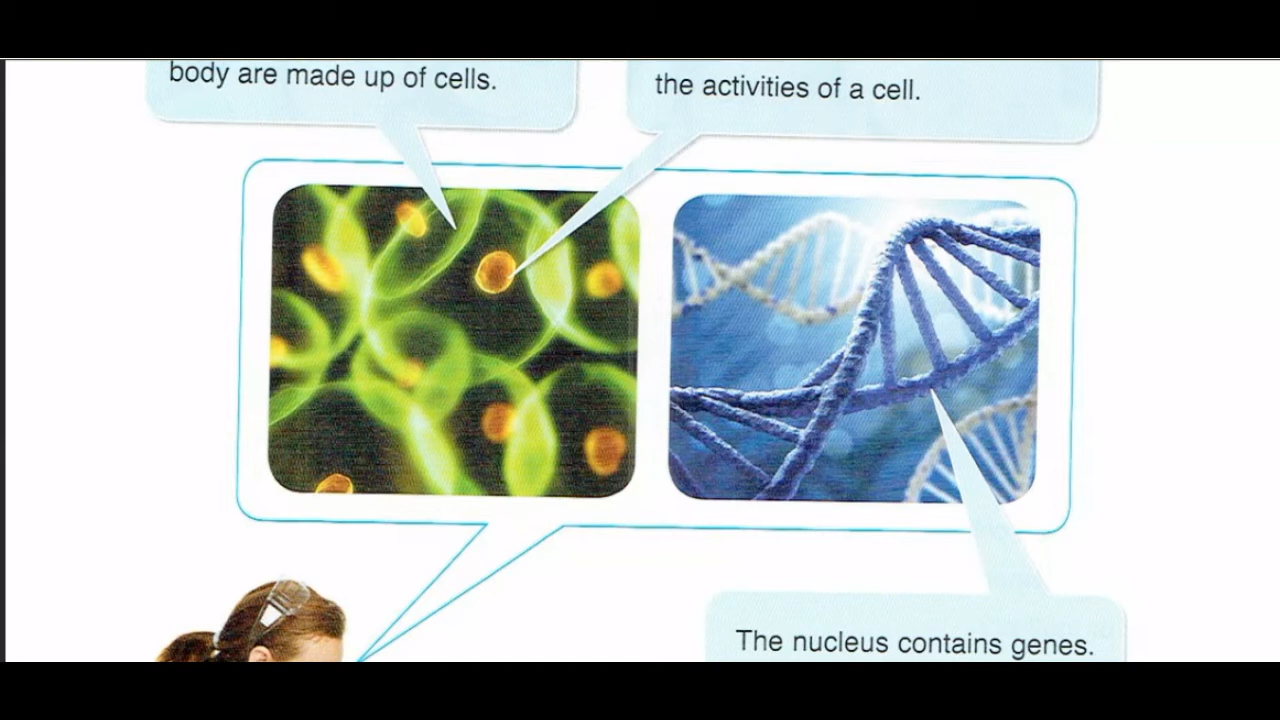 body are made up of cells.
the activities of a cell.
The nucleus contains genes.